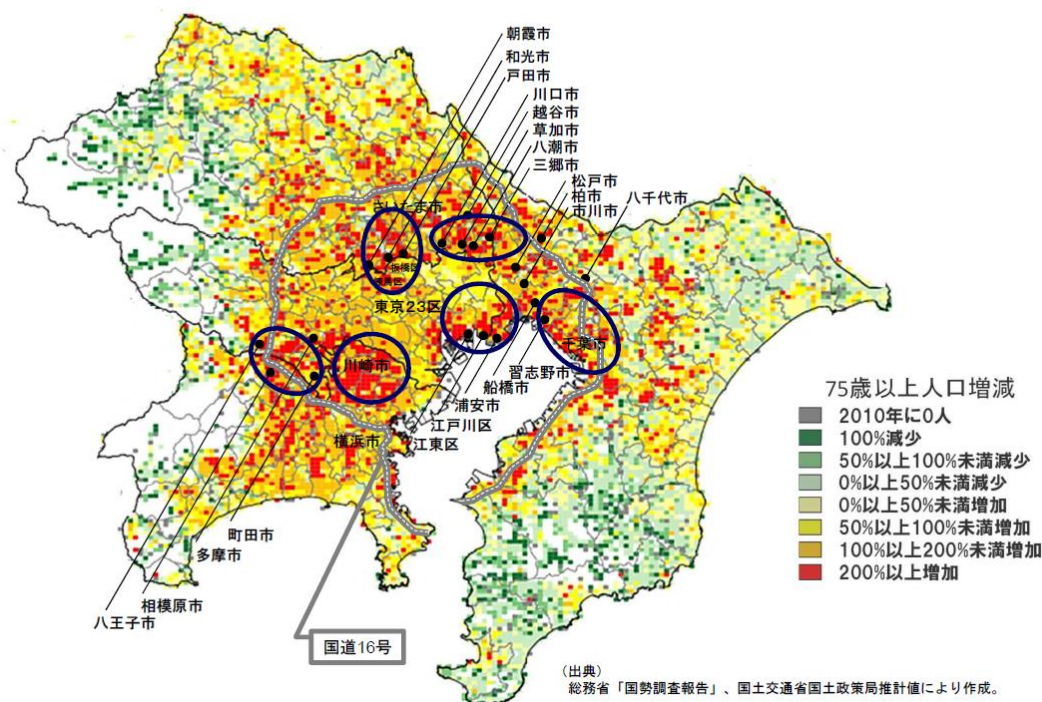 朝霞市
和光市
戸田市
川口市
越谷市
草加市
八潮市
三郷市
松戸市
柏市
市川市
八千代市
さいたま市
板橋区
東京23区
川崎市
千葉市
習志野市
船橋市
浦安市
江戸川区
江東区
横浜市
町田市
多摩市
相模原市
八王子市
国道16号
75歳以上人口増減
2010年に0人
100%減少
50%以上100%未満減少
0%以上50%未満減少
0%以上50%未満増加
50%以上100%未満増加
100%以上200%未満増加
200%以上増加
(出典)
総務省「国勢調査報告」、国土交通省国土政策局推計値により作成。